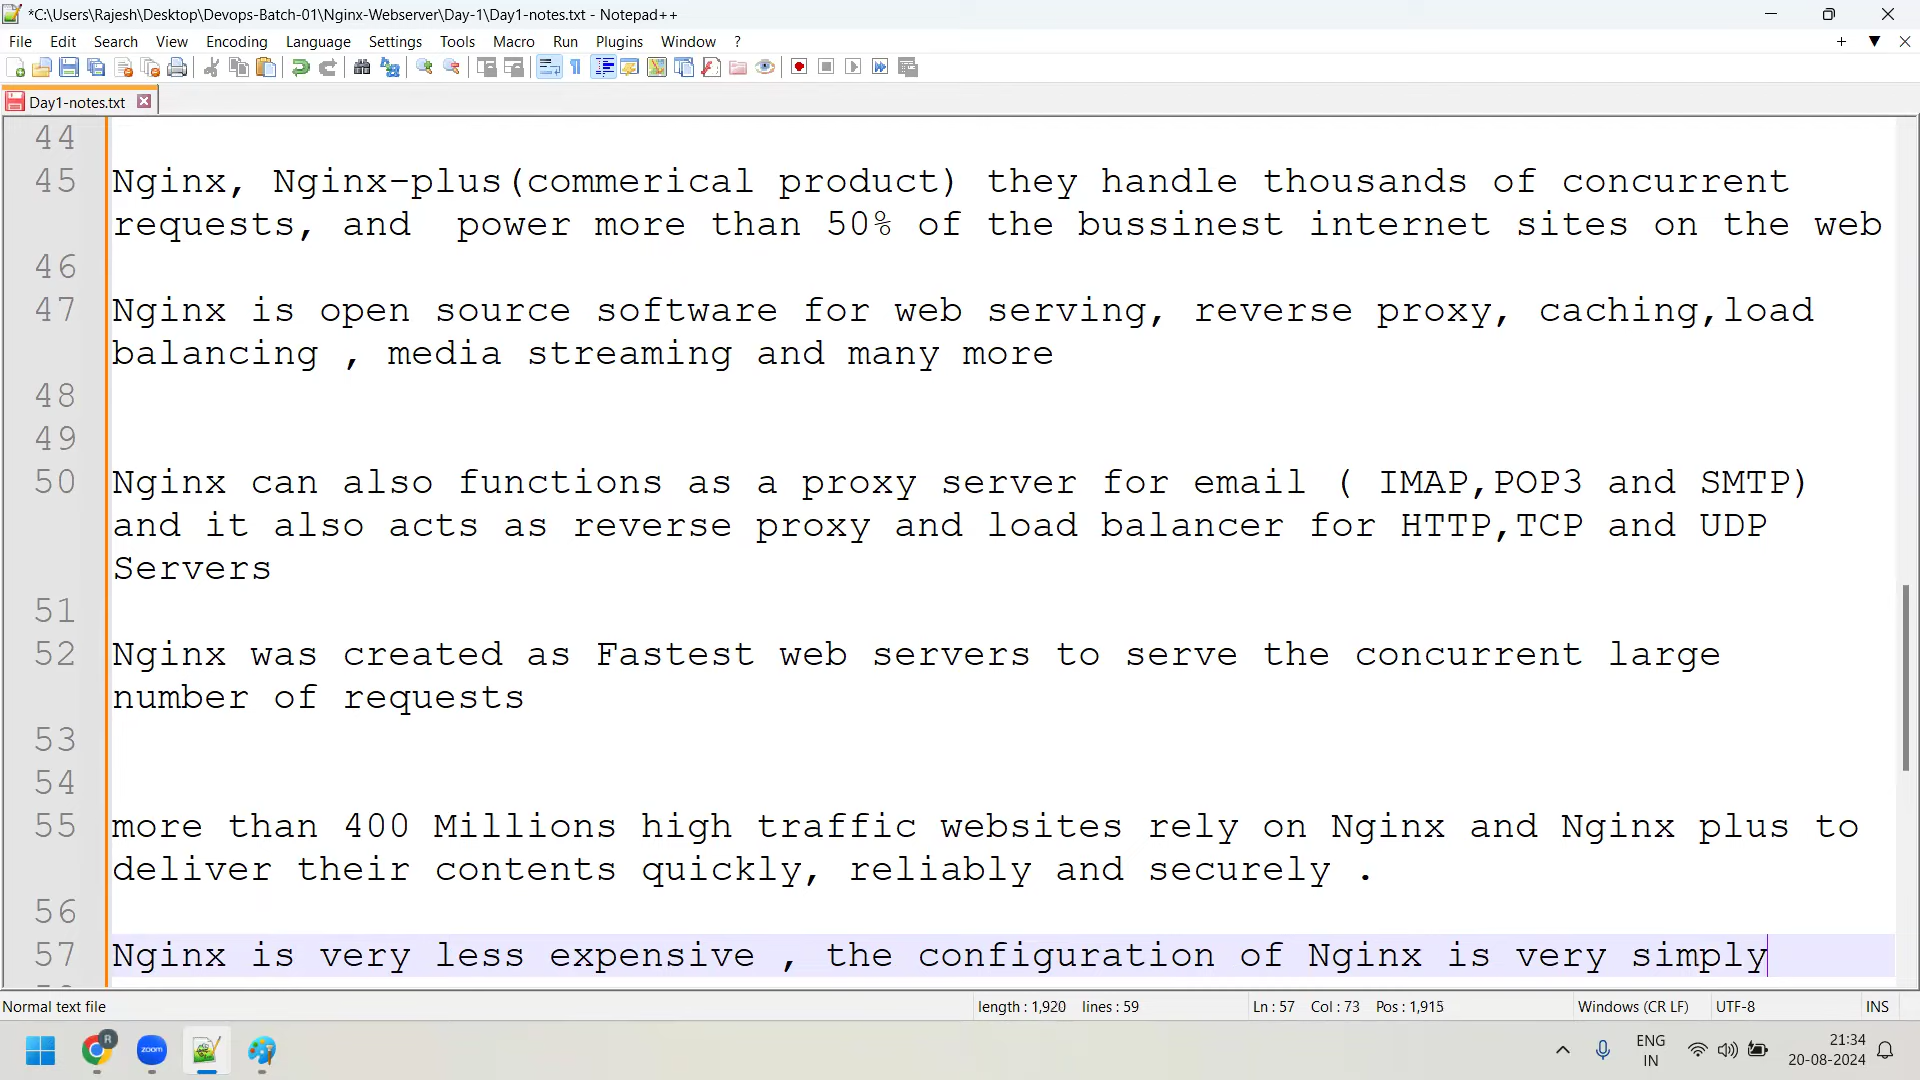 *C:\Users\Rajesh\Desktop\Devops-Batch-01\Nginx-Webserver\Day-1\Day1-notes.txt - Notepad++
File Edit Search View Encoding Language Settings Tools Macro Run Plugins Window ?
Day1-notes.txt
44
45 Nginx, Nginx-plus(commerical product) they handle thousands of concurrent
requests, and  power more than 50% of the bussinest internet sites on the web
46
47 Nginx is open source software for web serving, reverse proxy, caching,load
balancing , media streaming and many more
48
49
50 Nginx can also functions as a proxy server for email ( IMAP,POP3 and SMTP)
and it also acts as reverse proxy and load balancer for HTTP,TCP and UDP
Servers
51
52 Nginx was created as Fastest web servers to serve the concurrent large
number of requests
53
54
55 more than 400 Millions high traffic websites rely on Nginx and Nginx plus to
deliver their contents quickly, reliably and securely .
56
57 Nginx is very less expensive , the configuration of Nginx is very simply
Normal text file length : 1,920 lines : 59 Ln : 57 Col : 73 Pos : 1,915 Windows (CR LF) UTF-8 INS
R
zoom
ENG
IN
21:34
20-08-2024